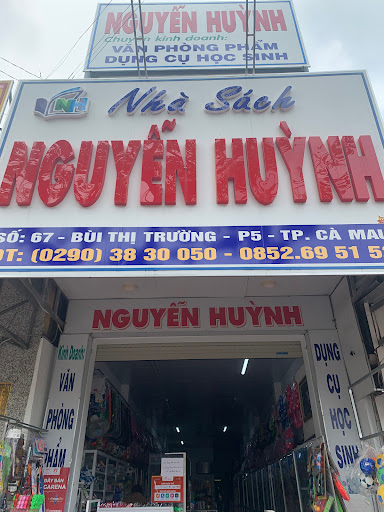 NGUYỄN HUỲNH
Chuyên kinh doanh:
VĂN PHÒNG PHẨM
DỤNG CỤ HỌC SINH
NH
Nhà Sách
NGUYỄN HUỲNH
SỐ: 67 - BÙI THỊ TRƯỜNG - P5 - TP. CÀ MAU
ĐT: (0290) 38 30 050 - 0852.69 51 5
NGUYỄN HUỲNH
Kinh Doanh:
VĂN
PHÒNG
PHẨM
DỤNG
CỤ
HỌC
SINH
GARENA